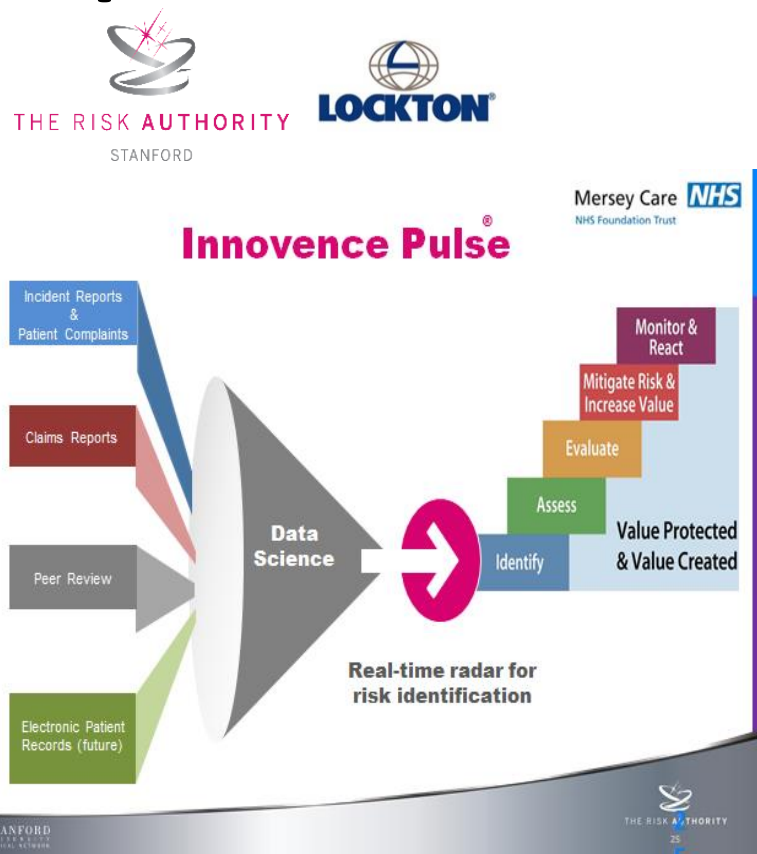 THE RISK AUTHORITY
STANFORD
LOCKTON®
Mersey Care NHS
NHS Foundation Trust
Innovence Pulse®
Incident Reports
&
Patient Complaints
Claims Reports
Peer Review
Electronic Patient
Records (future)
Data
Science
Real-time radar for
risk identification
Monitor &
React
Mitigate Risk &
Increase Value
Evaluate
Assess
Identify
Value Protected
& Value Created
THE RISK AUTHORITY
25